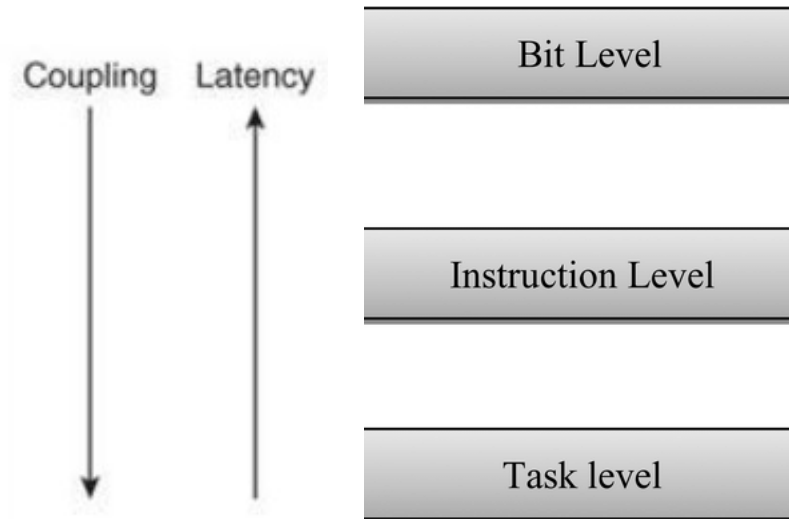 Coupling Latency
Bit Level
Instruction Level
Task level